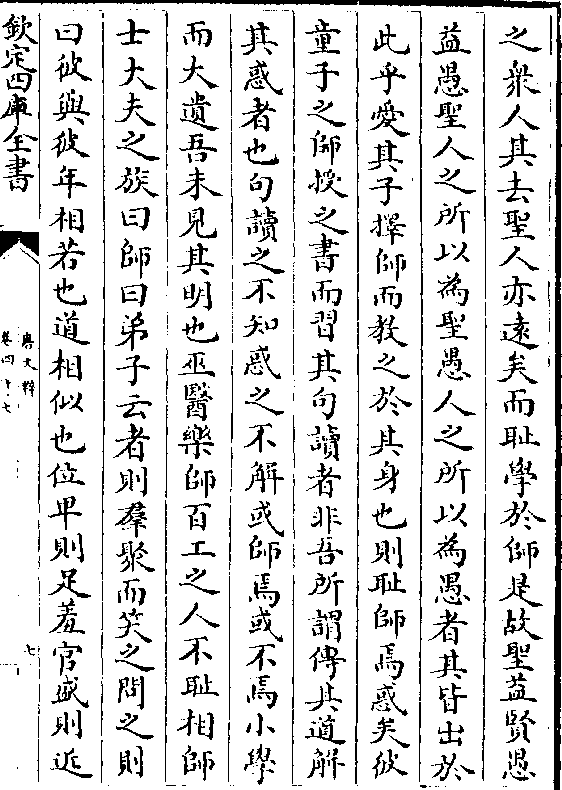 之衆人其去聖人亦遠矣而耻學於師是故聖益賢愚
益愚聖人之所以為聖愚人之所以為愚者其皆出於
此乎愛其子擇師而教之於其身也則耻師焉惑矣彼
童子之師授之書而習其句讀者非吾所謂傳其道解
其惑者也句讀之不知惑之不解或師焉或不焉小學
而大遺吾未見其明也巫醫樂師百工之人不耻相師
士大夫之族曰師曰弟子云者則羣聚而笑之問之則
曰彼與彼年相若也道相似也位卑則足羞官盛則近
欽定四庫全書
唐文粹
卷四十七
七